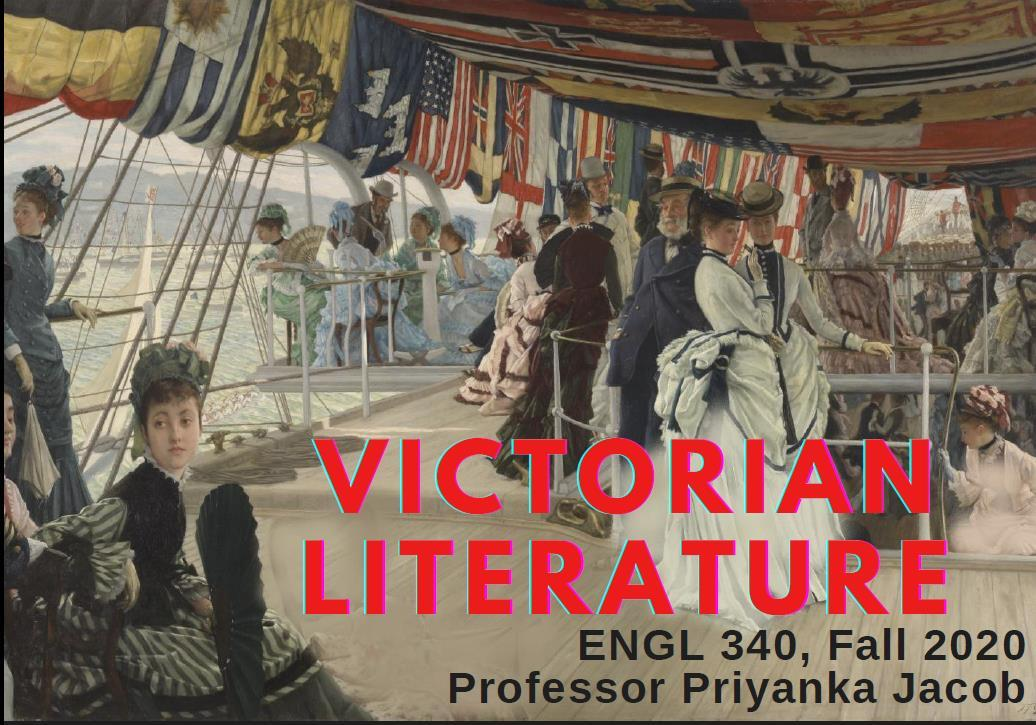 VICTORIAN
LITERATURE
ENGL 340, Fall 2020
Professor Priyanka Jacob